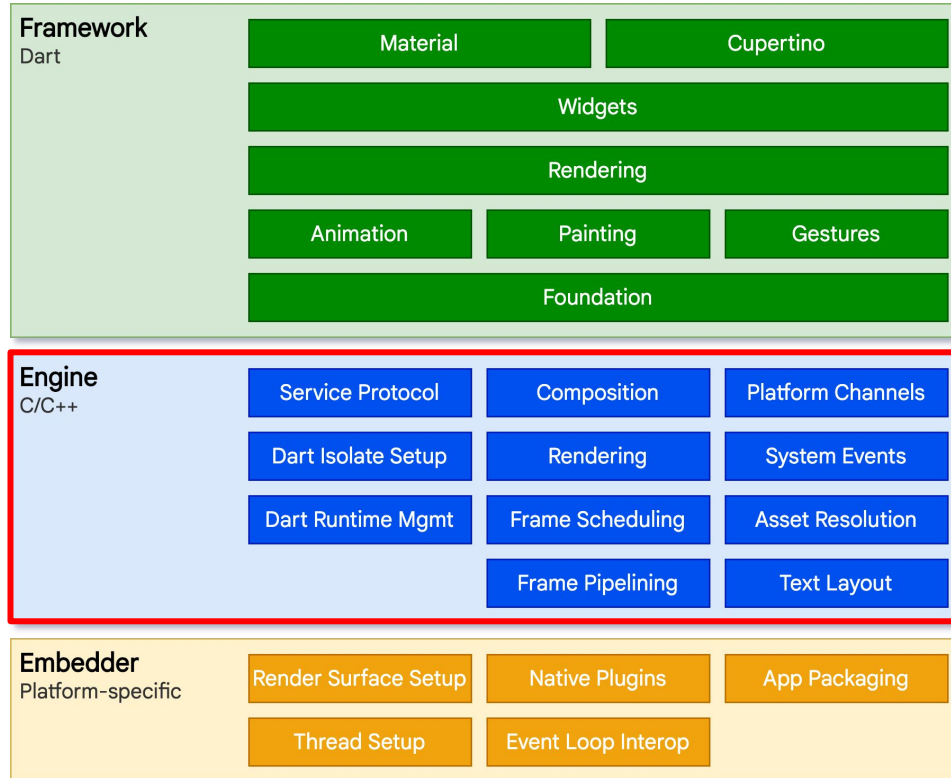 Framework
Dart
Material
Cupertino
Widgets
Rendering
Animation
Painting
Gestures
Foundation
Engine
C/C++
Service Protocol
Composition
Platform Channels
Dart Isolate Setup
Rendering
System Events
Dart Runtime Mgmt
Frame Scheduling
Asset Resolution
Frame Pipelining
Text Layout
Embedder
Platform-specific
Render Surface Setup
Native Plugins
App Packaging
Thread Setup
Event Loop Interop